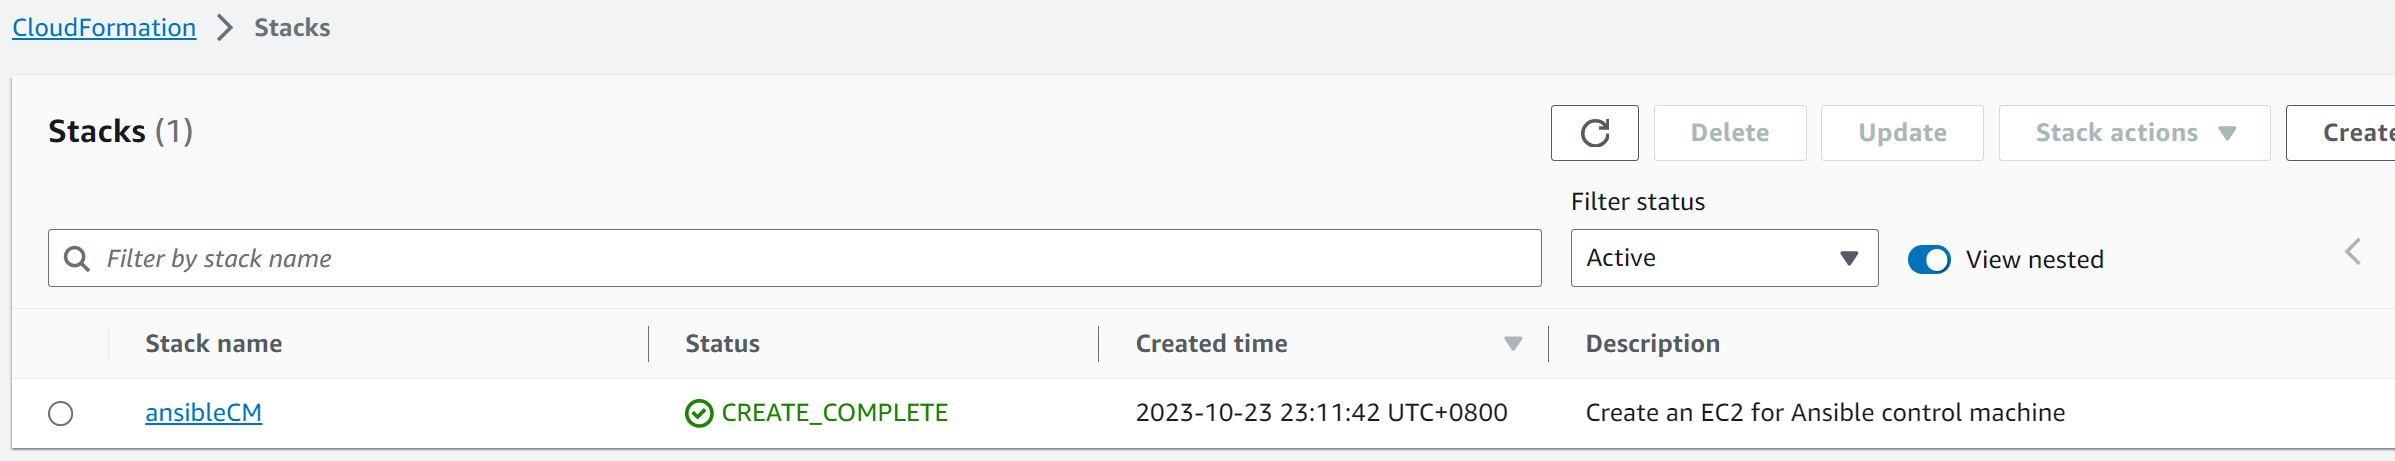 CloudFormation > Stacks
Stacks (1)
Delete Update Stack actions Create
Filter status
Filter by stack name Active View nested
Stack name Status Created time Description
ansibleCM CREATE_COMPLETE 2023-10-23 23:11:42 UTC+0800 Create an EC2 for Ansible control machine